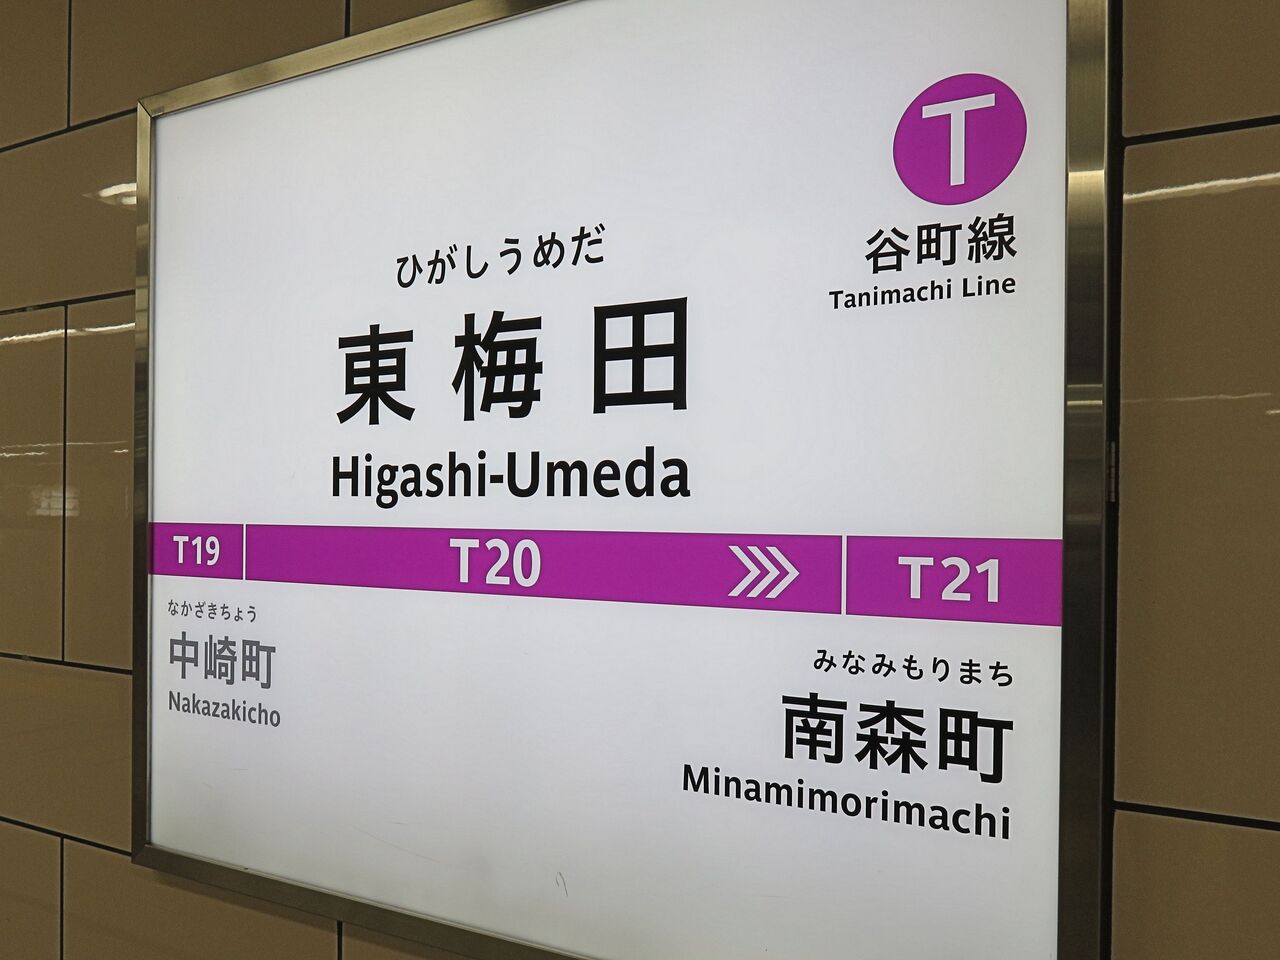 T
谷町線
Tanimachi Line
ひがしうめだ
東梅田
Higashi-Umeda
T19
T20
T21
なかざきちょう
中崎町
Nakazakicho
みなみもりまち
南森町
Minamimorimachi